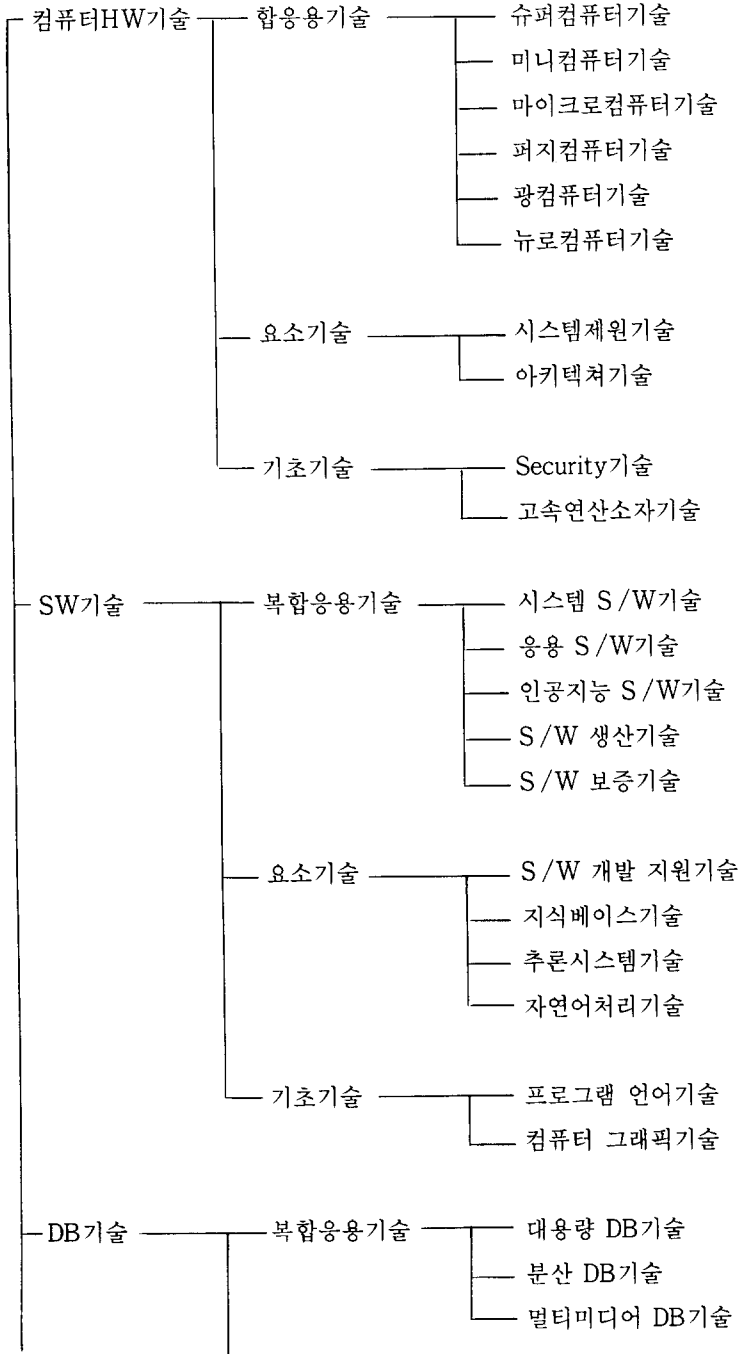 컴퓨터HW기술 합응용기술 슈퍼컴퓨터기술
미니컴퓨터기술
마이크로컴퓨터기술
퍼지컴퓨터기술
광컴퓨터기술
뉴로컴퓨터기술
요소기술 시스템제원기술
아키텍쳐기술
기초기술 Security기술
고속연산소자기술
SW기술 복합응용기술 시스템 S/W기술
응용 S/W기술
인공지능 S/W기술
S/W 생산기술
S/W 보증기술
요소기술 S/W 개발 지원기술
지식베이스기술
추론시스템기술
자연어처리기술
기초기술 프로그램 언어기술
컴퓨터 그래픽기술
DB기술 복합응용기술 대용량 DB기술
분산 DB기술
멀티미디어 DB기술